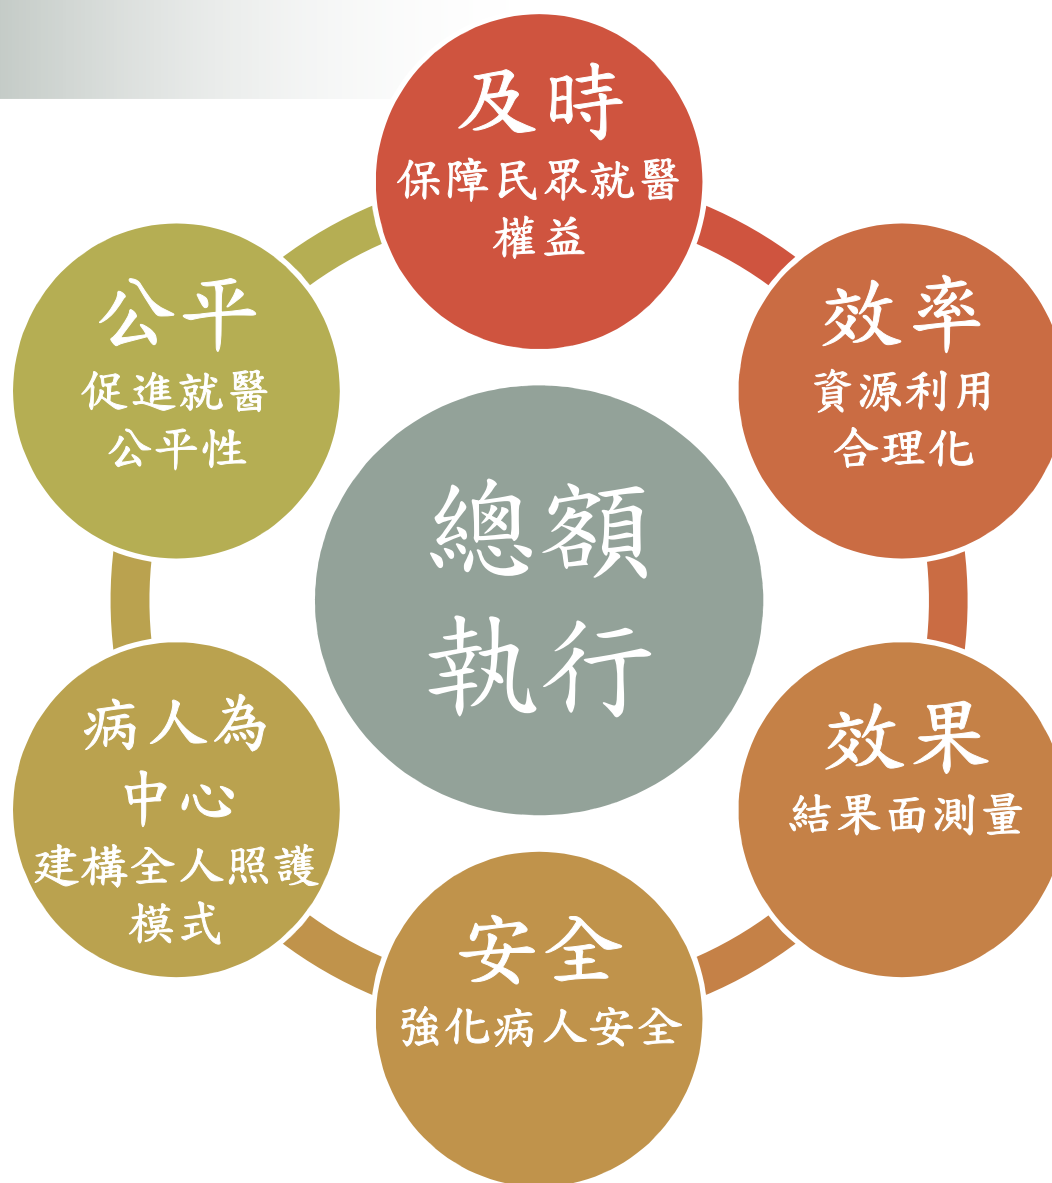 及時
保障民眾就醫
權益
效率
資源利用
合理化
效果
結果面測量
安全
強化病人安全
病人為
中心
建構全人照護
模式
公平
促進就醫
公平性
總額
執行